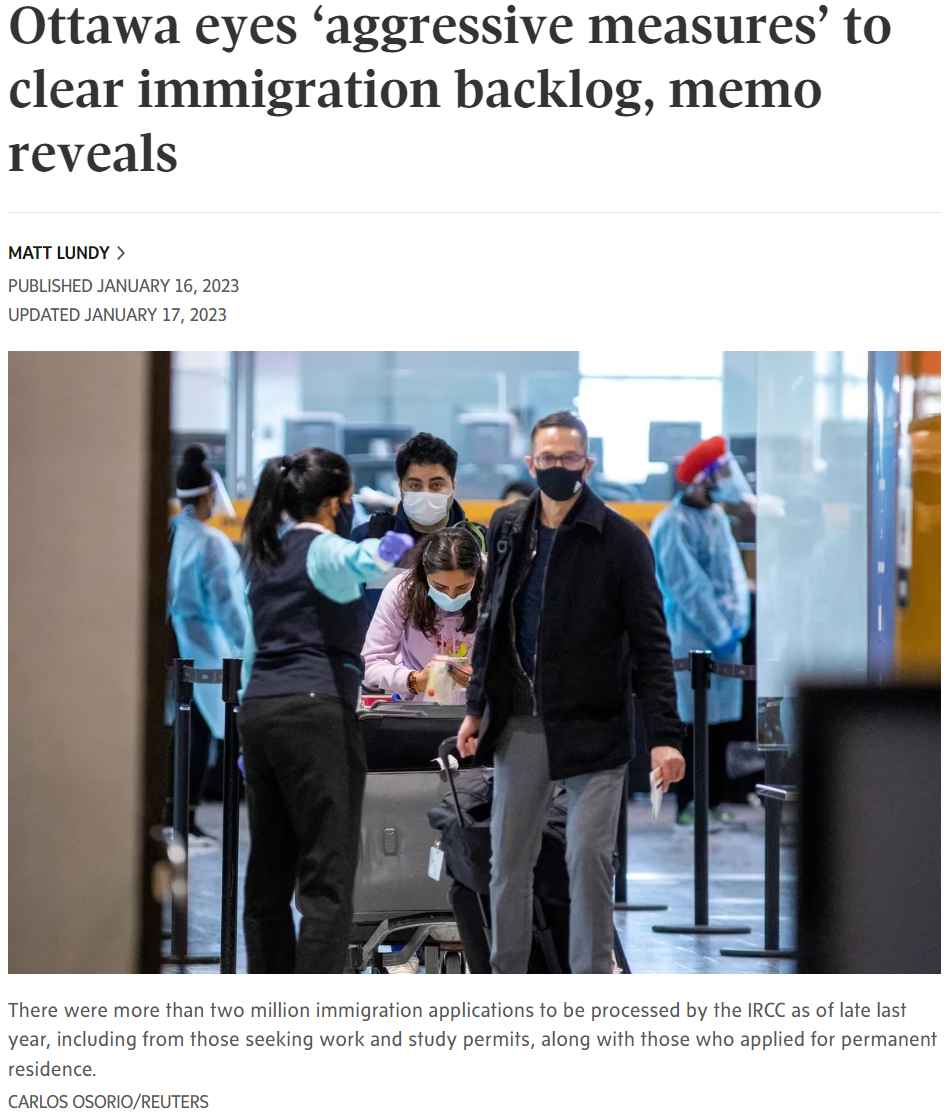 Ottawa eyes ‘aggressive measures’ to
clear immigration backlog, memo
reveals
MATT LUNDY >
PUBLISHED JANUARY 16, 2023
UPDATED JANUARY 17, 2023
There were more than two million immigration applications to be processed by the IRCC as of late last
year, including from those seeking work and study permits, along with those who applied for permanent
residence.
CARLOS OSORIO/REUTERS